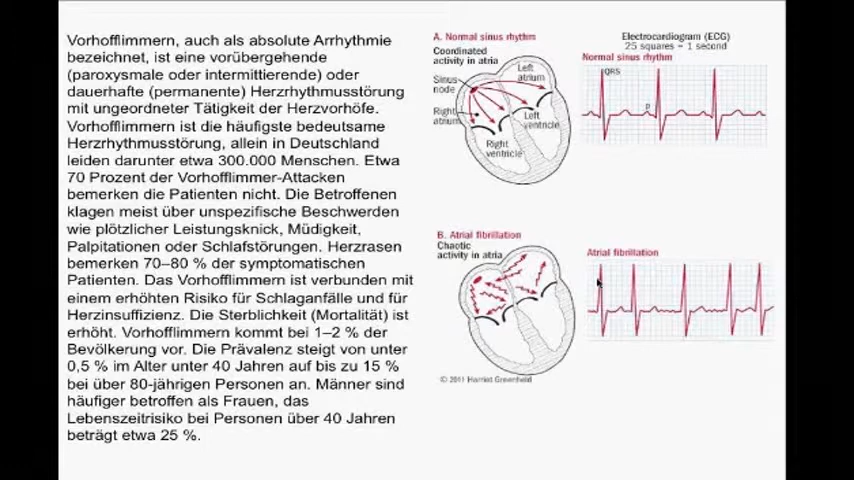 Vorhofflimmern, auch als absolute Arrhythmie
bezeichnet, ist eine vorübergehende
(paroxysmale oder intermittierende) oder
dauerhafte (permanente) Herzrhythmusstörung
mit ungeordneter Tätigkeit der Herzvorhöfe.
Vorhofflimmern ist die häufigste bedeutsame
Herzrhythmusstörung, allein in Deutschland
leiden darunter etwa 300.000 Menschen. Etwa
70 Prozent der Vorhofflimmer-Attacken
bemerken die Patienten nicht. Die Betroffenen
klagen meist über unspezifische Beschwerden
wie plötzlicher Leistungsknick, Müdigkeit,
Palpitationen oder Schlafstörungen. Herzrasen
bemerken 70–80 % der symptomatischen
Patienten. Das Vorhofflimmern ist verbunden mit
einem erhöhten Risiko für Schlaganfälle und für
Herzinsuffizienz. Die Sterblichkeit (Mortalität) ist
erhöht. Vorhofflimmern kommt bei 1–2 % der
Bevölkerung vor. Die Prävalenz steigt von unter
0,5 % im Alter unter 40 Jahren auf bis zu 15 %
bei über 80-jährigen Personen an. Männer sind
häufiger betroffen als Frauen, das
Lebenszeitrisiko bei Personen über 40 Jahren
beträgt etwa 25 %.
A. Normal sinus rhythm
Coordinated
activity in atria
Sinus
node
Left
atrium
Right
atrium
Left
ventricle
Right
ventricle
Electrocardiogram (ECG)
25 squares = 1 second
Normal sinus rhythm
QRS
P
B. Atrial fibrillation
Chaotic
activity in atria
Atrial fibrillation
© 2011 Harriet Greenfield